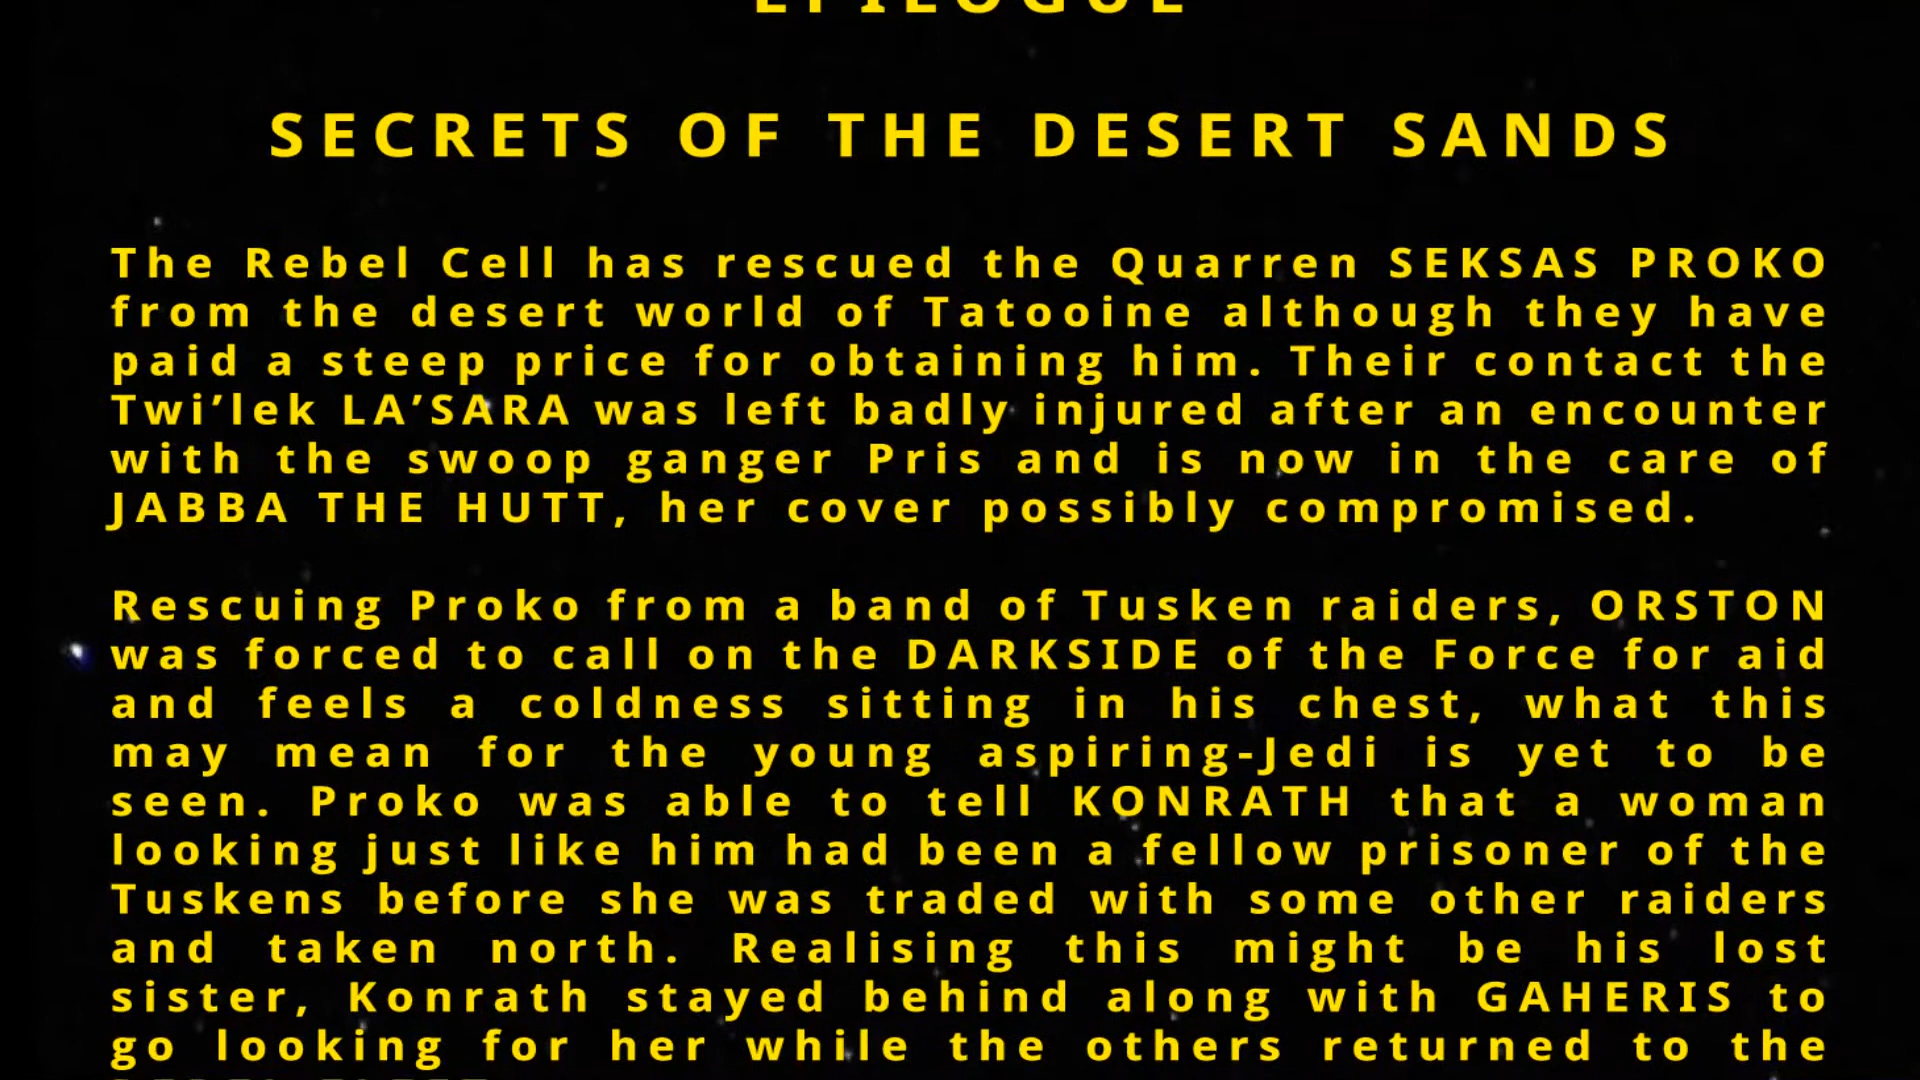 EPILOGUE
SECRETS OF THE DESERT SANDS
The Rebel Cell has rescued the Quarren SEKSAS PROKO
from the desert world of Tatooine although they have
paid a steep price for obtaining him. Their contact the
Twi’lek LA’SARA was left badly injured after an encounter
with the swoop ganger Pris and is now in the care of
JABBA THE HUTT, her cover possibly compromised.
Rescuing Proko from a band of Tusken raiders, ORSTON
was forced to call on the DARKSIDE of the Force for aid
and feels a coldness sitting in his chest, what this
may mean for the young aspiring-Jedi is yet to be
seen. Proko was able to tell KONRATH that a woman
looking just like him had been a fellow prisoner of the
Tuskens before she was traded with some other raiders
and taken north. Realising this might be his lost
sister, Konrath stayed behind along with GAHERIS to
go looking for her while the others returned to the